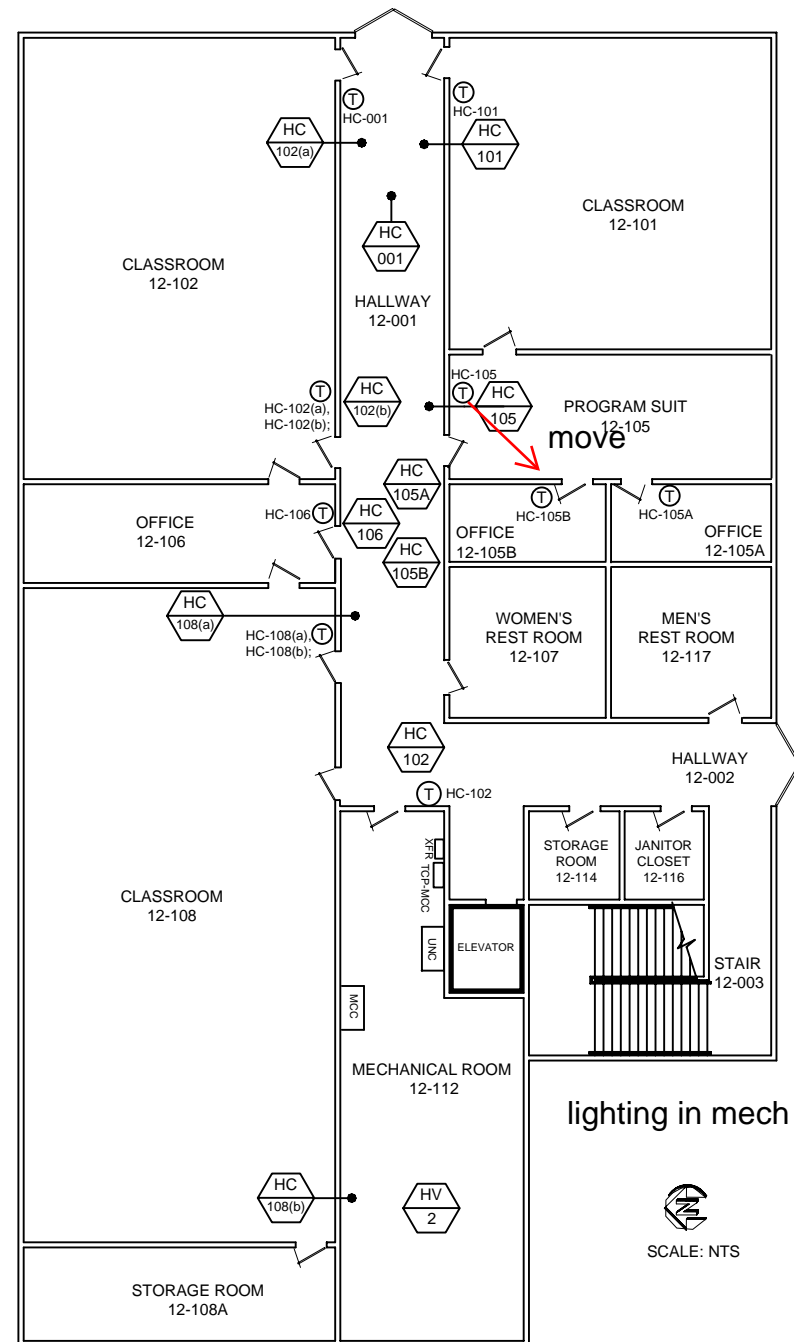 T
HC-001
T
HC-101
HC
102(a)
HC
101
HC
001
CLASSROOM
12-101
CLASSROOM
12-102
HALLWAY
12-001
T
HC-102(a),
HC-102(b);
HC
102(b)
HC-105
T
HC
105
PROGRAM SUIT
12-105
move
HC
105A
T
HC-105B
T
HC-105A
OFFICE
12-106
HC-106
T
HC
106
OFFICE
12-105B
OFFICE
12-105A
HC
105B
HC
108(a)
HC-108(a),
HC-108(b);
T
WOMEN'S
REST ROOM
12-107
MEN'S
REST ROOM
12-117
HC
102
HALLWAY
12-002
T
HC-102
XFR
TCP-MCC
STORAGE
ROOM
12-114
JANITOR
CLOSET
12-116
CLASSROOM
12-108
UNC
ELEVATOR
STAIR
12-003
MCC
MECHANICAL ROOM
12-112
lighting in mech
HC
108(b)
HV
2
N
SCALE: NTS
STORAGE ROOM
12-108A